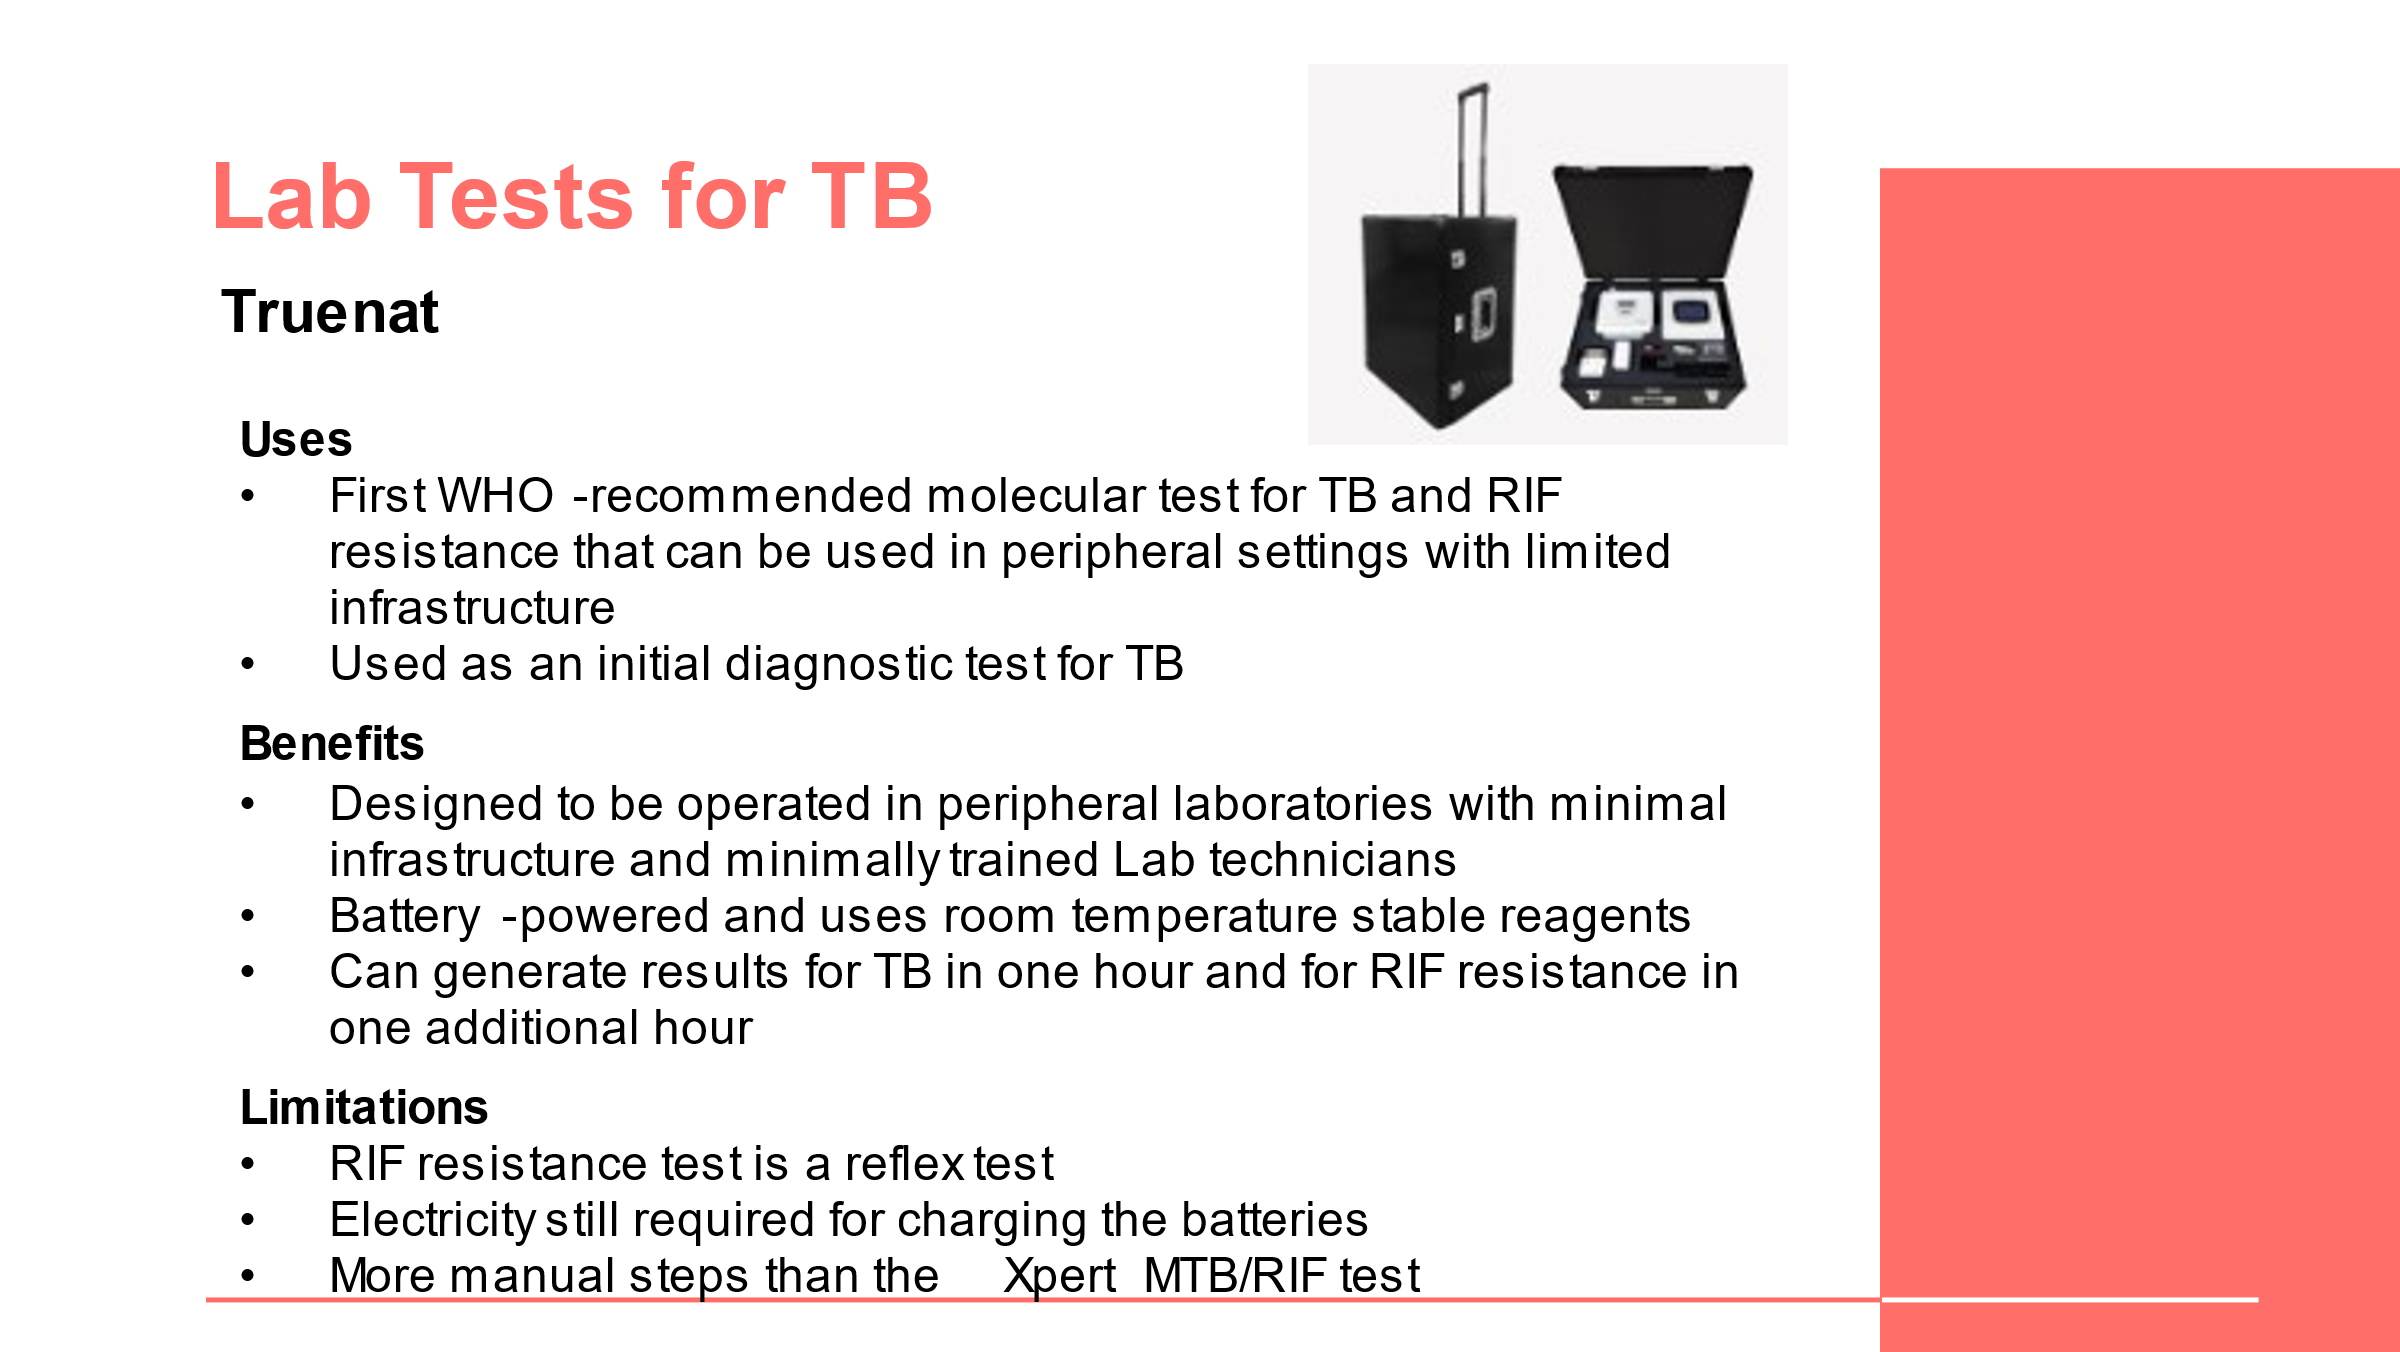 Lab Tests for TB
Truenat
Uses
• First WHO -recommended molecular test for TB and RIF
resistance that can be used in peripheral settings with limited
infrastructure
• Used as an initial diagnostic test for TB
Benefits
• Designed to be operated in peripheral laboratories with minimal
infrastructure and minimally trained Lab technicians
• Battery -powered and uses room temperature stable reagents
• Can generate results for TB in one hour and for RIF resistance in
one additional hour
Limitations
• RIF resistance test is a reflex test
• Electricity still required for charging the batteries
• More manual steps than the Xpert MTB/RIF test